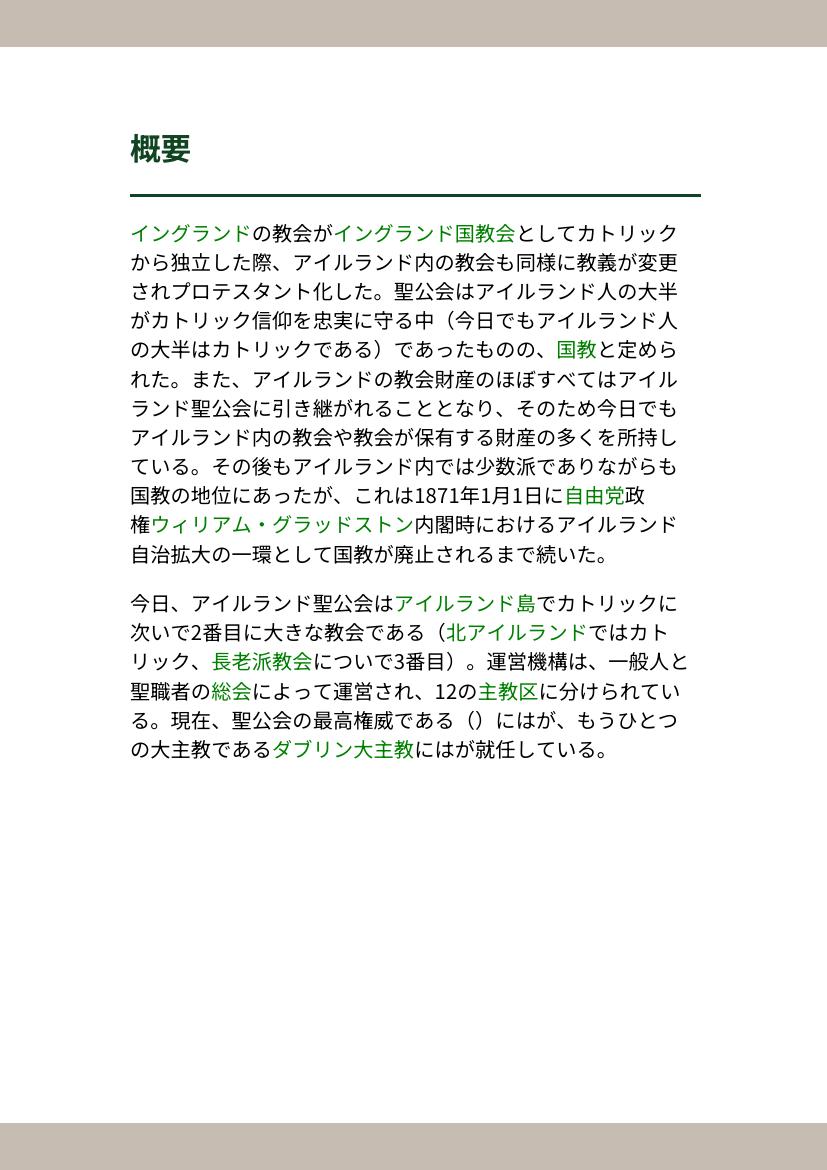 概要
イングランドの教会がイングランド国教会としてカトリック
から独立した際、アイルランド内の教会も同様に教義が変更
されプロテスタント化した。聖公会はアイルランド人の大半
がカトリック信仰を忠実に守る中（今日でもアイルランド人
の大半はカトリックである）であったものの、国教と定めら
れた。また、アイルランドの教会財産のほぼすべてはアイル
ランド聖公会に引き継がれることとなり、そのため今日でも
アイルランド内の教会や教会が保有する財産の多くを所持し
ている。その後もアイルランド内では少数派でありながらも
国教の地位にあったが、これは1871年1月1日に自由党政
権ウィリアム・グラッドストン内閣時におけるアイルランド
自治拡大の一環として国教が廃止されるまで続いた。
今日、アイルランド聖公会はアイルランド島でカトリックに
次いで2番目に大きな教会である（北アイルランドではカト
リック、長老派教会についで3番目）。運営機構は、一般人と
聖職者の総会によって運営され、12の主教区に分けられてい
る。現在、聖公会の最高権威である（）にはが、もうひとつ
の大主教であるダブリン大主教にはが就任している。